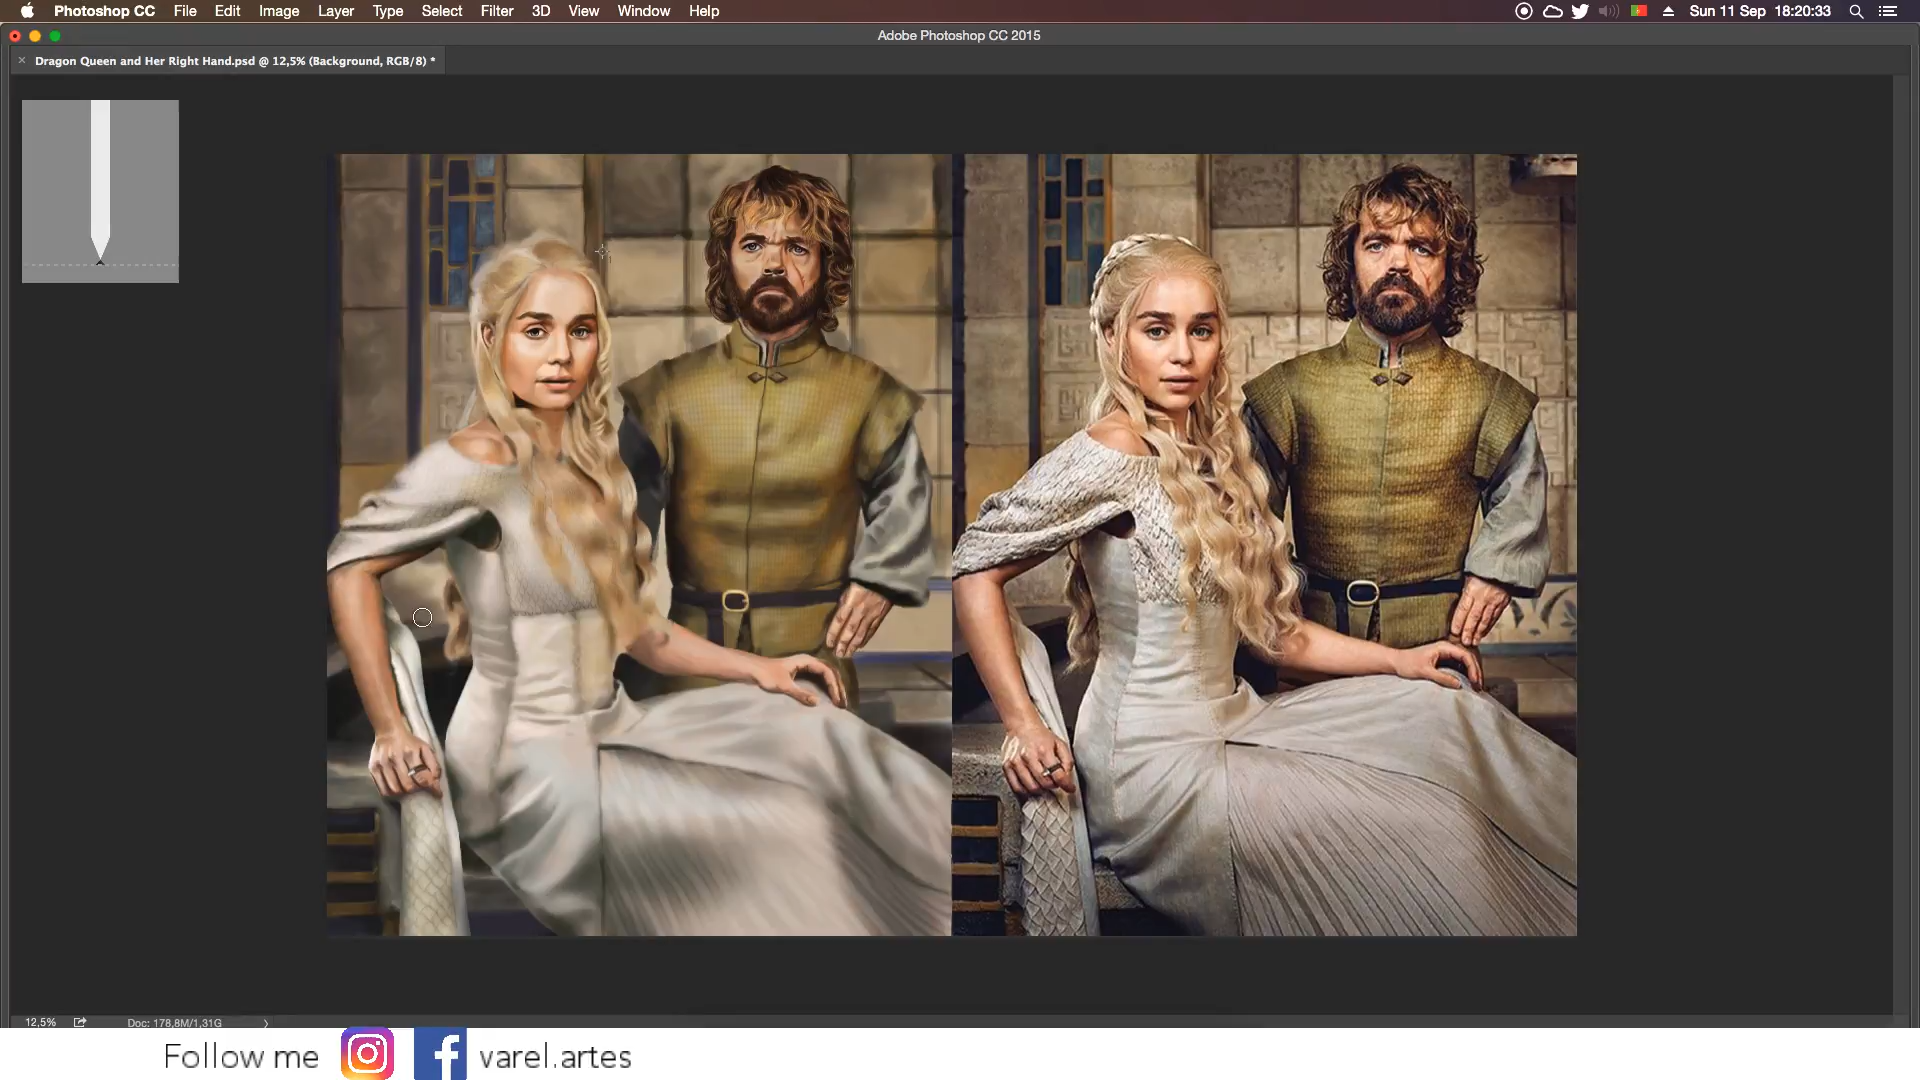 Photoshop CC File Edit Image Layer Type Select Filter 3D View Window Help Sun 11 Sep 18:20:33
Adobe Photoshop CC 2015
Dragon Queen and Her Right Hand.psd @ 12,5% (Background, RGB/8) *
12,5% Doc: 178,8M/1,31G
Follow me varel.artes